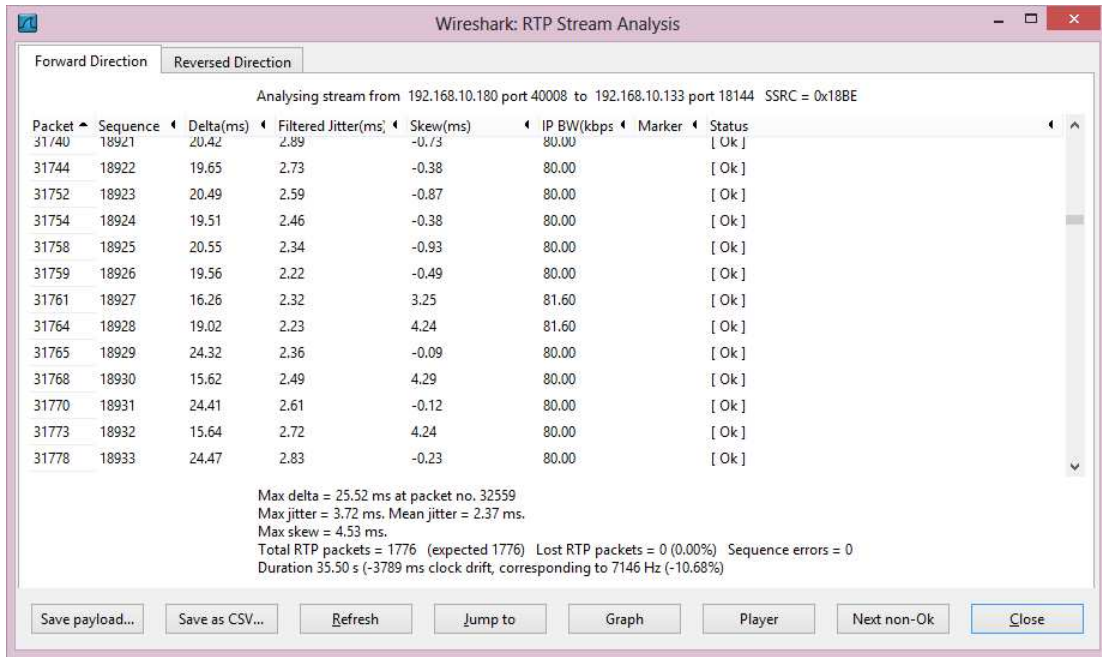 Wireshark: RTP Stream Analysis
Forward Direction Reversed Direction
Analysing stream from 192.168.10.180 port 40008 to 192.168.10.133 port 18144 SSRC = 0x18BE
Packet Sequence Delta(ms) Filtered Jitter(ms) Skew(ms) IP BW(kbps Marker Status
31740 18921 20.42 2.89 -0.73 80.00 [ Ok ]
31744 18922 19.65 2.73 -0.38 80.00 [ Ok ]
31752 18923 20.49 2.59 -0.87 80.00 [ Ok ]
31754 18924 19.51 2.46 -0.38 80.00 [ Ok ]
31758 18925 20.55 2.34 -0.93 80.00 [ Ok ]
31759 18926 19.56 2.22 -0.49 80.00 [ Ok ]
31761 18927 16.26 2.32 3.25 81.60 [ Ok ]
31764 18928 19.02 2.23 4.24 81.60 [ Ok ]
31765 18929 24.32 2.36 -0.09 80.00 [ Ok ]
31768 18930 15.62 2.49 4.29 80.00 [ Ok ]
31770 18931 24.41 2.61 -0.12 80.00 [ Ok ]
31773 18932 15.64 2.72 4.24 80.00 [ Ok ]
31778 18933 24.47 2.83 -0.23 80.00 [ Ok ]
Max delta = 25.52 ms at packet no. 32559
Max jitter = 3.72 ms. Mean jitter = 2.37 ms.
Max skew = 4.53 ms.
Total RTP packets = 1776 (expected 1776) Lost RTP packets = 0 (0.00%) Sequence errors = 0
Duration 35.50 s (-3789 ms clock drift, corresponding to 7146 Hz (-10.68%)
Save payload... Save as CSV... Refresh Jump to Graph Player Next non-Ok Close